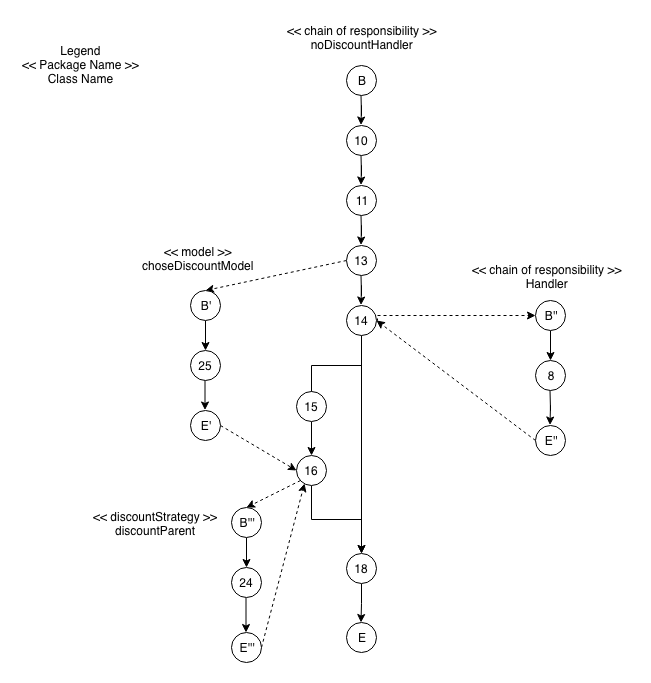 << chain of responsibility >>
noDiscountHandler
Legend
<< Package Name >>
Class Name
B
10
11
<< model >>
choseDiscountModel
13
<< chain of responsibility >>
Handler
B'
14
B"
25
8
15
E'
E"
16
<< discountStrategy >>
discountParent
B'"
24
18
E'"
E